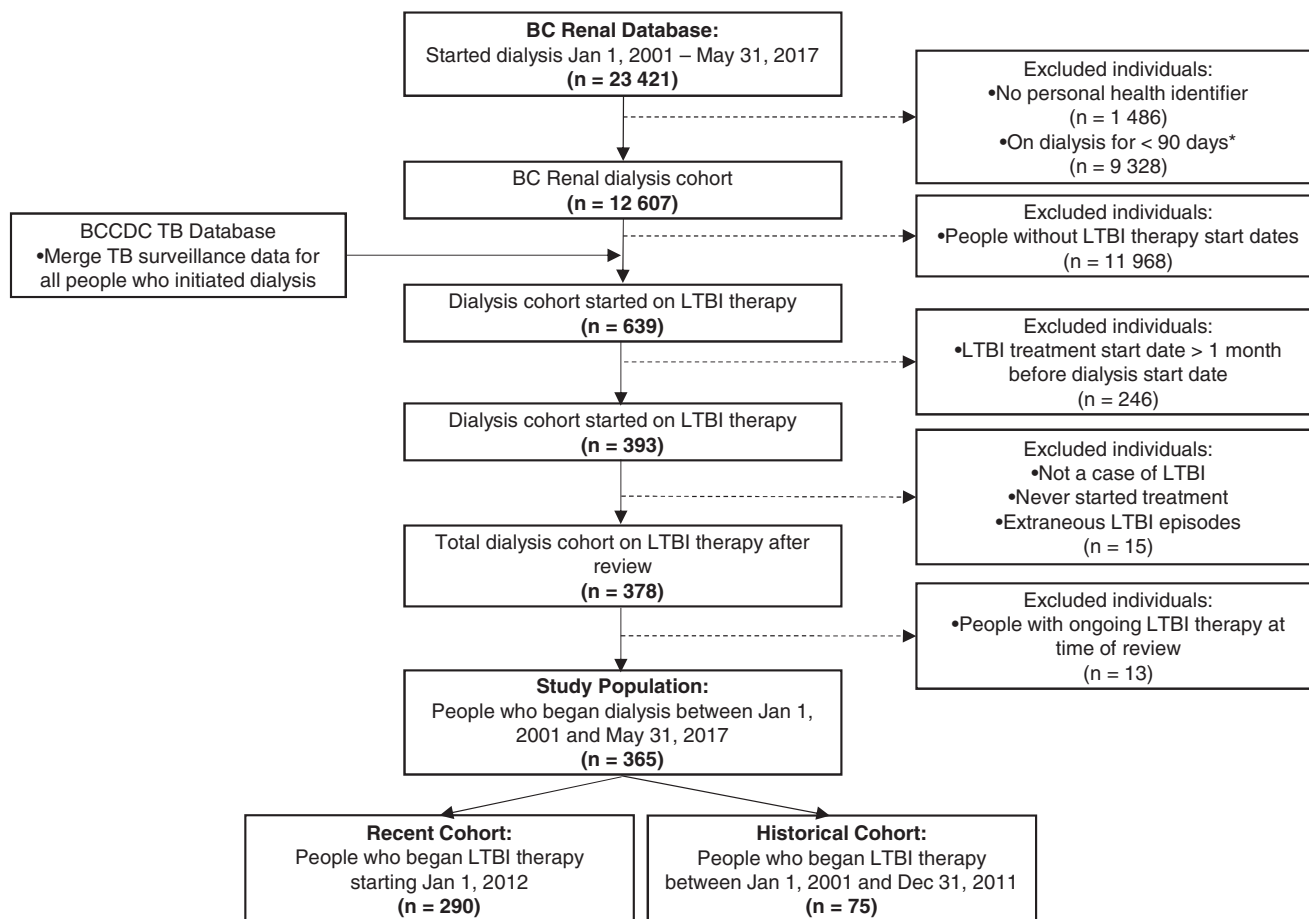 BC Renal Database:
Started dialysis Jan 1, 2001 – May 31, 2017
(n = 23 421)
Excluded individuals:
•No personal health identifier
(n = 1 486)
•On dialysis for < 90 days*
(n = 9 328)
BC Renal dialysis cohort
(n = 12 607)
BCCDC TB Database
•Merge TB surveillance data for
all people who initiated dialysis
Excluded individuals:
•People without LTBI therapy start dates
(n = 11 968)
Dialysis cohort started on LTBI therapy
(n = 639)
Excluded individuals:
•LTBI treatment start date > 1 month
before dialysis start date
(n = 246)
Dialysis cohort started on LTBI therapy
(n = 393)
Excluded individuals:
•Not a case of LTBI
•Never started treatment
•Extraneous LTBI episodes
(n = 15)
Total dialysis cohort on LTBI therapy after
review
(n = 378)
Excluded individuals:
•People with ongoing LTBI therapy at
time of review
(n = 13)
Study Population:
People who began dialysis between Jan 1,
2001 and May 31, 2017
(n = 365)
Recent Cohort:
People who began LTBI therapy
starting Jan 1, 2012
(n = 290)
Historical Cohort:
People who began LTBI therapy
between Jan 1, 2001 and Dec 31, 2011
(n = 75)